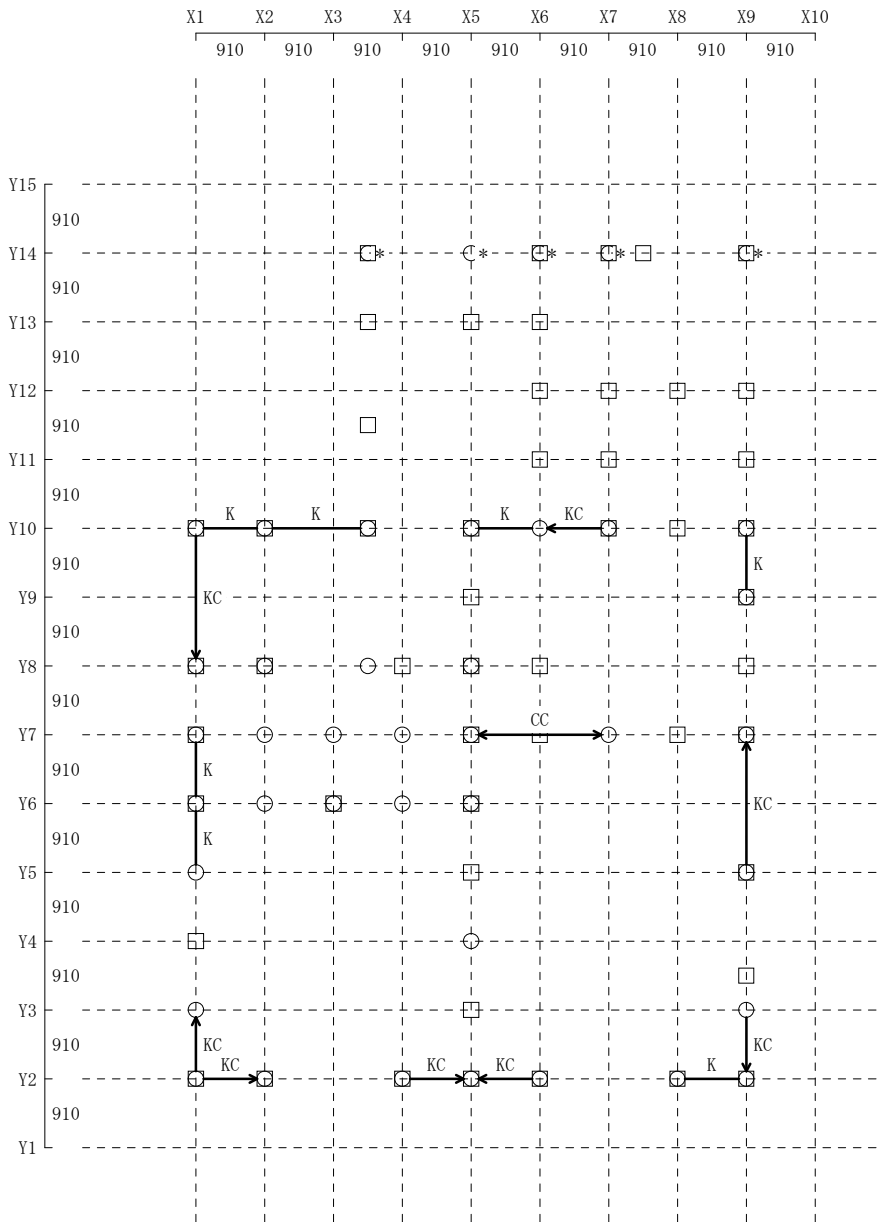 X1 X2 X3 X4 X5 X6 X7 X8 X9 X10
910 910 910 910 910 910 910 910 910
Y15
910
Y14 * * * * *
910
Y13
910
Y12
910
Y11
910 K K K KC
Y10
910 K
Y9
KC
910
Y8
910 CC
Y7
910 K KC
Y6
910 K
Y5
910
Y4
910
Y3
910 KC KC
KC KC KC K
Y2
910
Y1